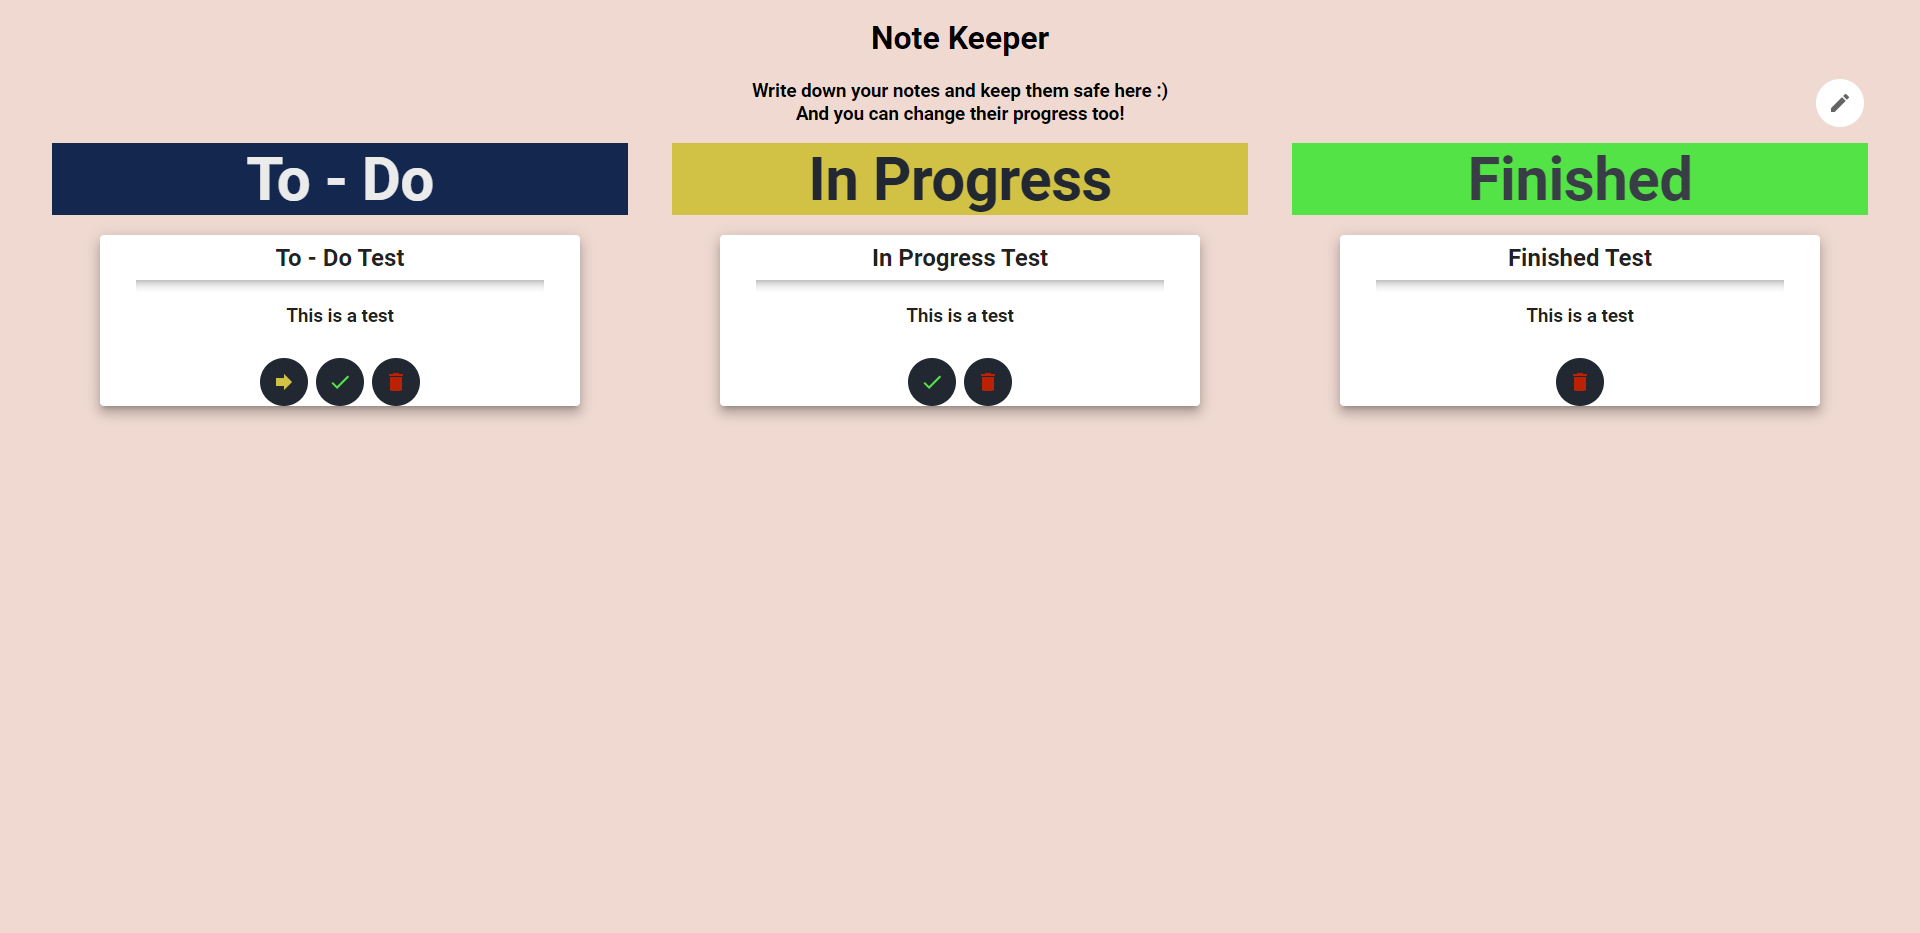 Note Keeper
Write down your notes and keep them safe here :)
And you can change their progress too!
To - Do
In Progress
Finished
To - Do Test
This is a test
In Progress Test
This is a test
Finished Test
This is a test